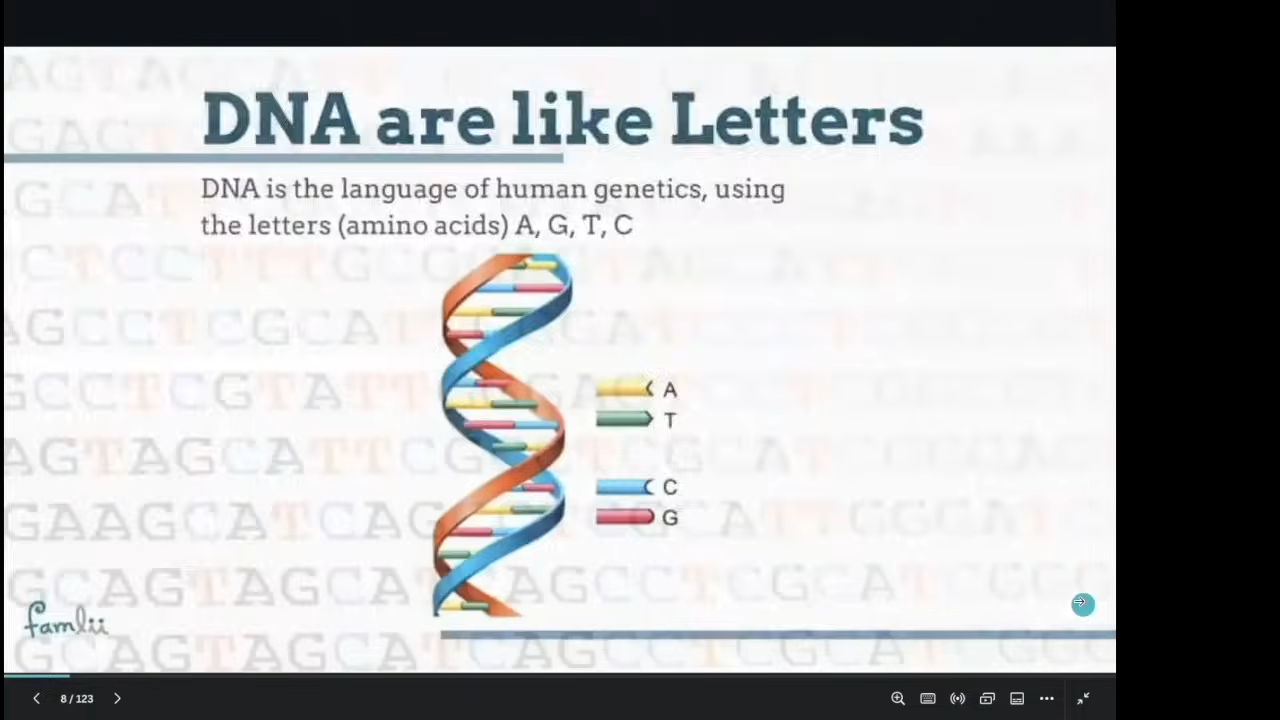 DNA are like Letters
DNA is the language of human genetics, using
the letters (amino acids) A, G, T, C
A
T
C
G
famlii
8 / 123